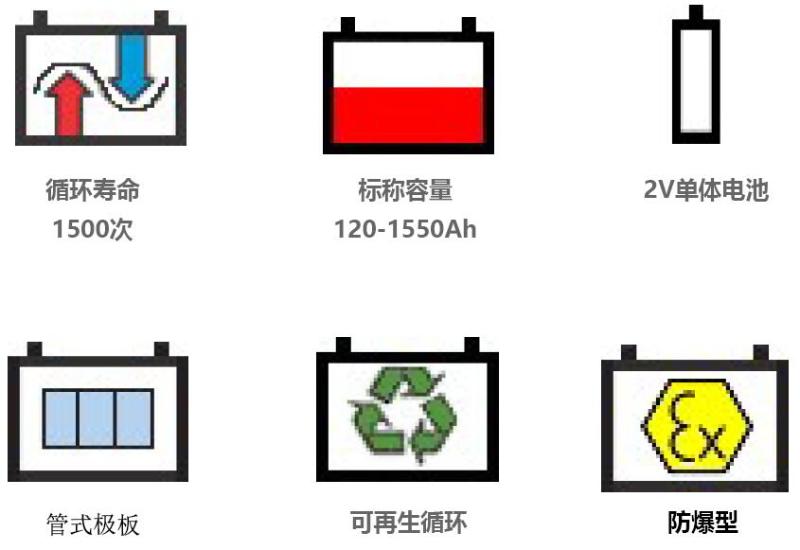 循环寿命
1500次
标称容量
120-1550Ah
2V单体电池
Ex
管式极板
可再生循环
防爆型